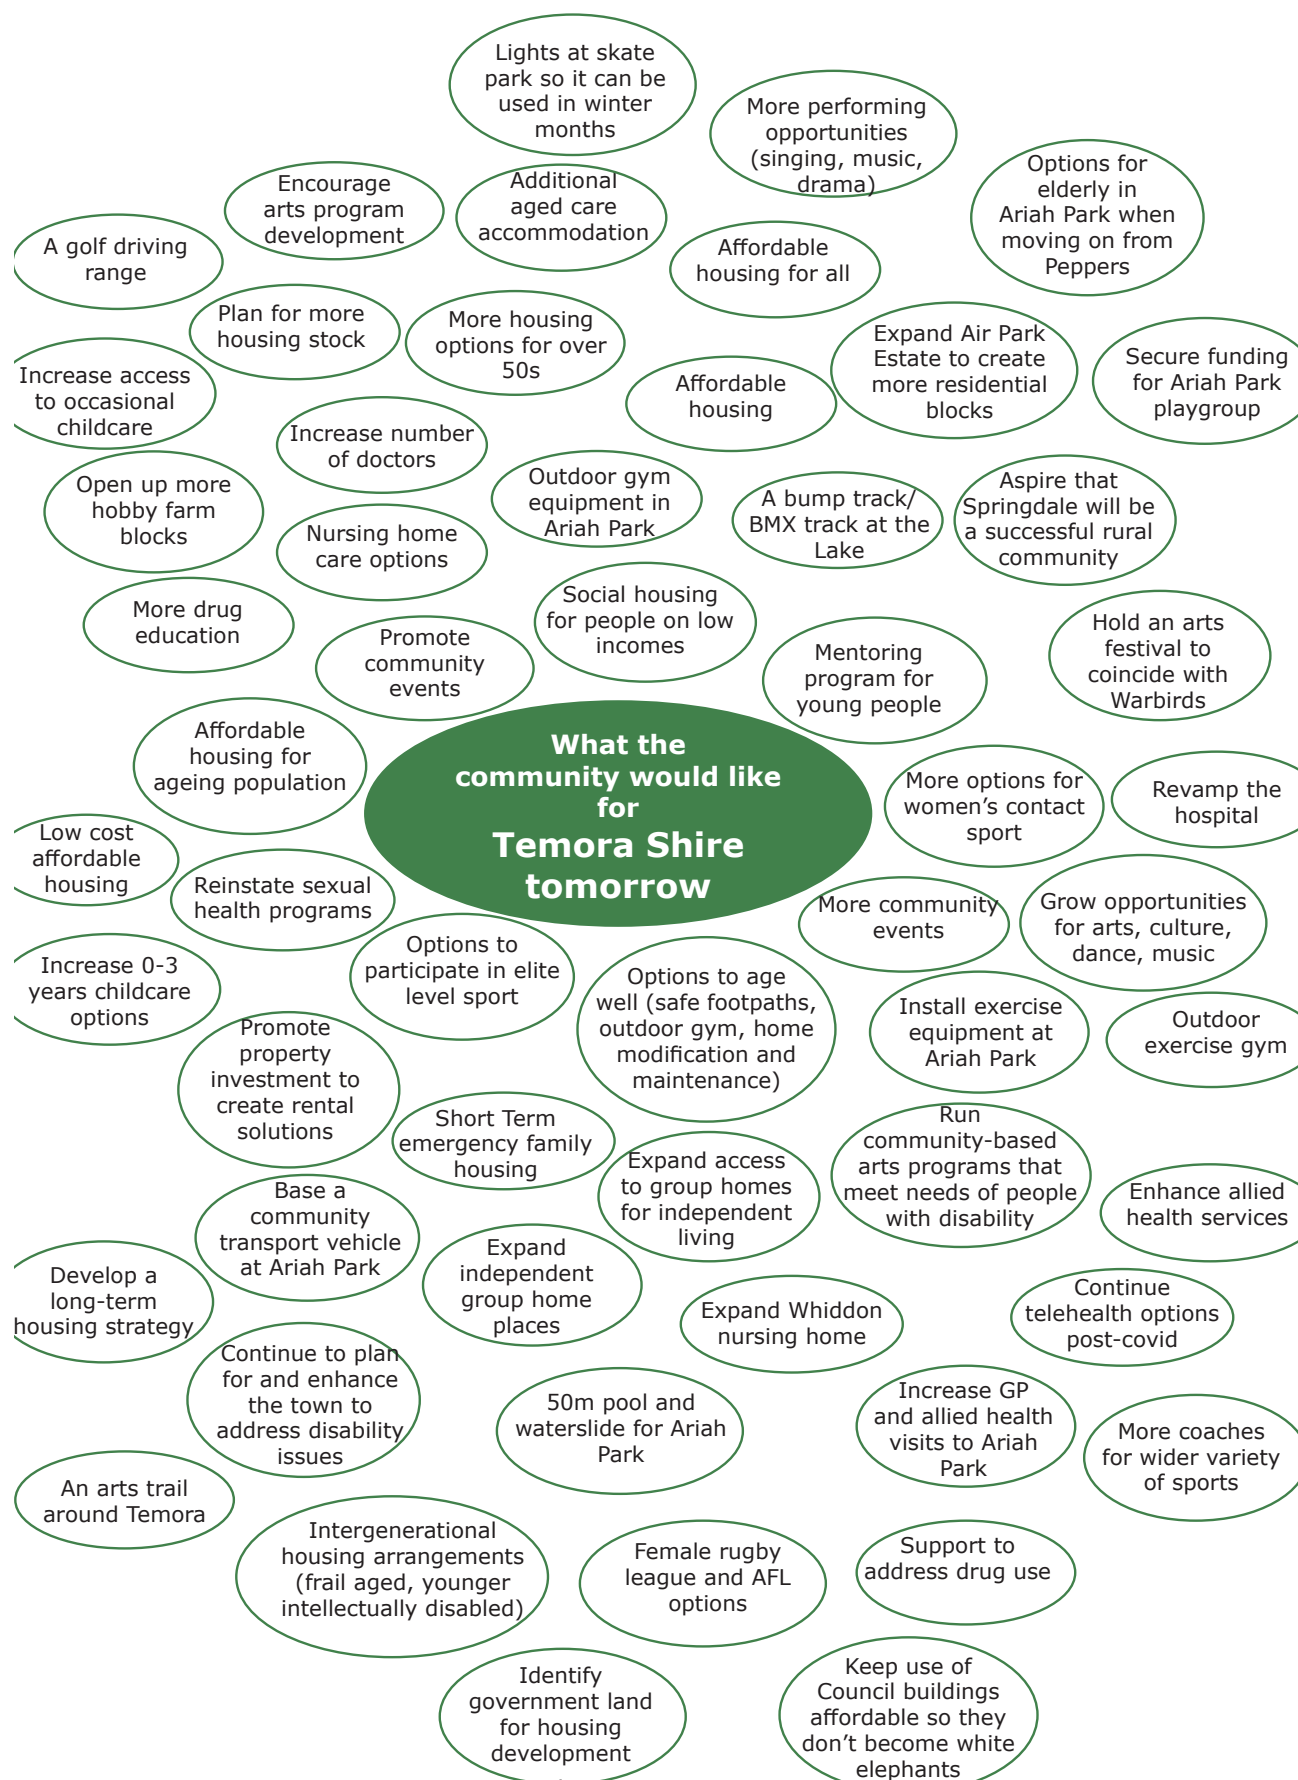 Lights at skate
park so it can be
used in winter
months
More performing
opportunities
(singing, music,
drama)
Options for
elderly in
Ariah Park when
moving on from
Peppers
Encourage
arts program
development
Additional
aged care
accommodation
A golf driving
range
Affordable
housing for all
Plan for more
housing stock
More housing
options for over
50s
Expand Air Park
Estate to create
more residential
blocks
Secure funding
for Ariah Park
playgroup
Increase access
to occasional
childcare
Affordable
housing
Increase number
of doctors
Open up more
hobby farm
blocks
Outdoor gym
equipment in
Ariah Park
A bump track/
BMX track at the
Lake
Aspire that
Springdale will be
a successful rural
community
Nursing home
care options
More drug
education
Social housing
for people on low
incomes
Promote
community
events
Mentoring
program for
young people
Hold an arts
festival to
coincide with
Warbirds
Affordable
housing for
ageing population
What the
community would like
for
Temora Shire
tomorrow
More options for
women’s contact
sport
Revamp the
hospital
Low cost
affordable
housing
Reinstate sexual
health programs
More community
events
Grow opportunities
for arts, culture,
dance, music
Increase 0-3
years childcare
options
Options to
participate in elite
level sport
Options to age
well (safe footpaths,
outdoor gym, home
modification and
maintenance)
Install exercise
equipment at
Ariah Park
Outdoor
exercise gym
Promote
property
investment to
create rental
solutions
Short Term
emergency family
housing
Expand access
to group homes
for independent
living
Run
community-based
arts programs that
meet needs of people
with disability
Enhance allied
health services
Base a
community
transport vehicle
at Ariah Park
Develop a
long-term
housing strategy
Expand
independent
group home
places
Expand Whiddon
nursing home
Continue
telehealth options
post-covid
Continue to plan
for and enhance
the town to
address disability
issues
50m pool and
waterslide for Ariah
Park
Increase GP
and allied health
visits to Ariah
Park
More coaches
for wider variety
of sports
An arts trail
around Temora
Intergenerational
housing arrangements
(frail aged, younger
intellectually disabled)
Female rugby
league and AFL
options
Support to
address drug use
Identify
government land
for housing
development
Keep use of
Council buildings
affordable so they
don’t become white
elephants